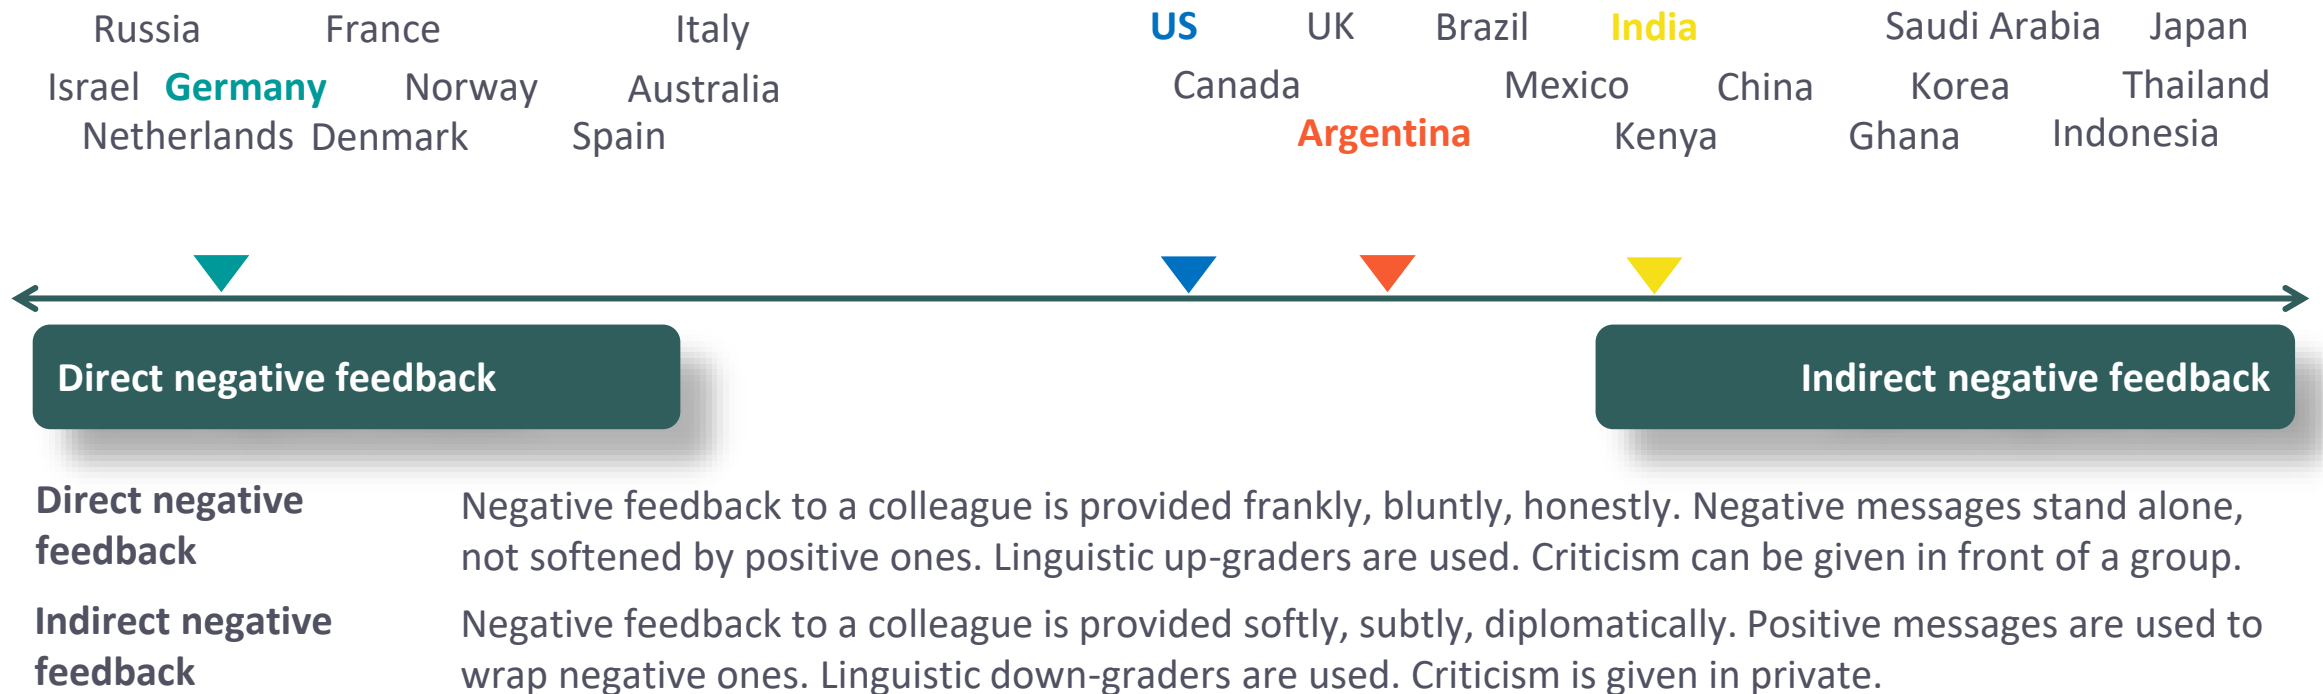 Russia France Italy US UK Brazil India Saudi Arabia Japan
Israel Germany Norway Australia Canada Mexico China Korea Thailand
Netherlands Denmark Spain Argentina Kenya Ghana Indonesia
Direct negative feedback Indirect negative feedback
Direct negative
feedback
Negative feedback to a colleague is provided frankly, bluntly, honestly. Negative messages stand alone,
not softened by positive ones. Linguistic up-graders are used. Criticism can be given in front of a group.
Indirect negative
feedback
Negative feedback to a colleague is provided softly, subtly, diplomatically. Positive messages are used to
wrap negative ones. Linguistic down-graders are used. Criticism is given in private.